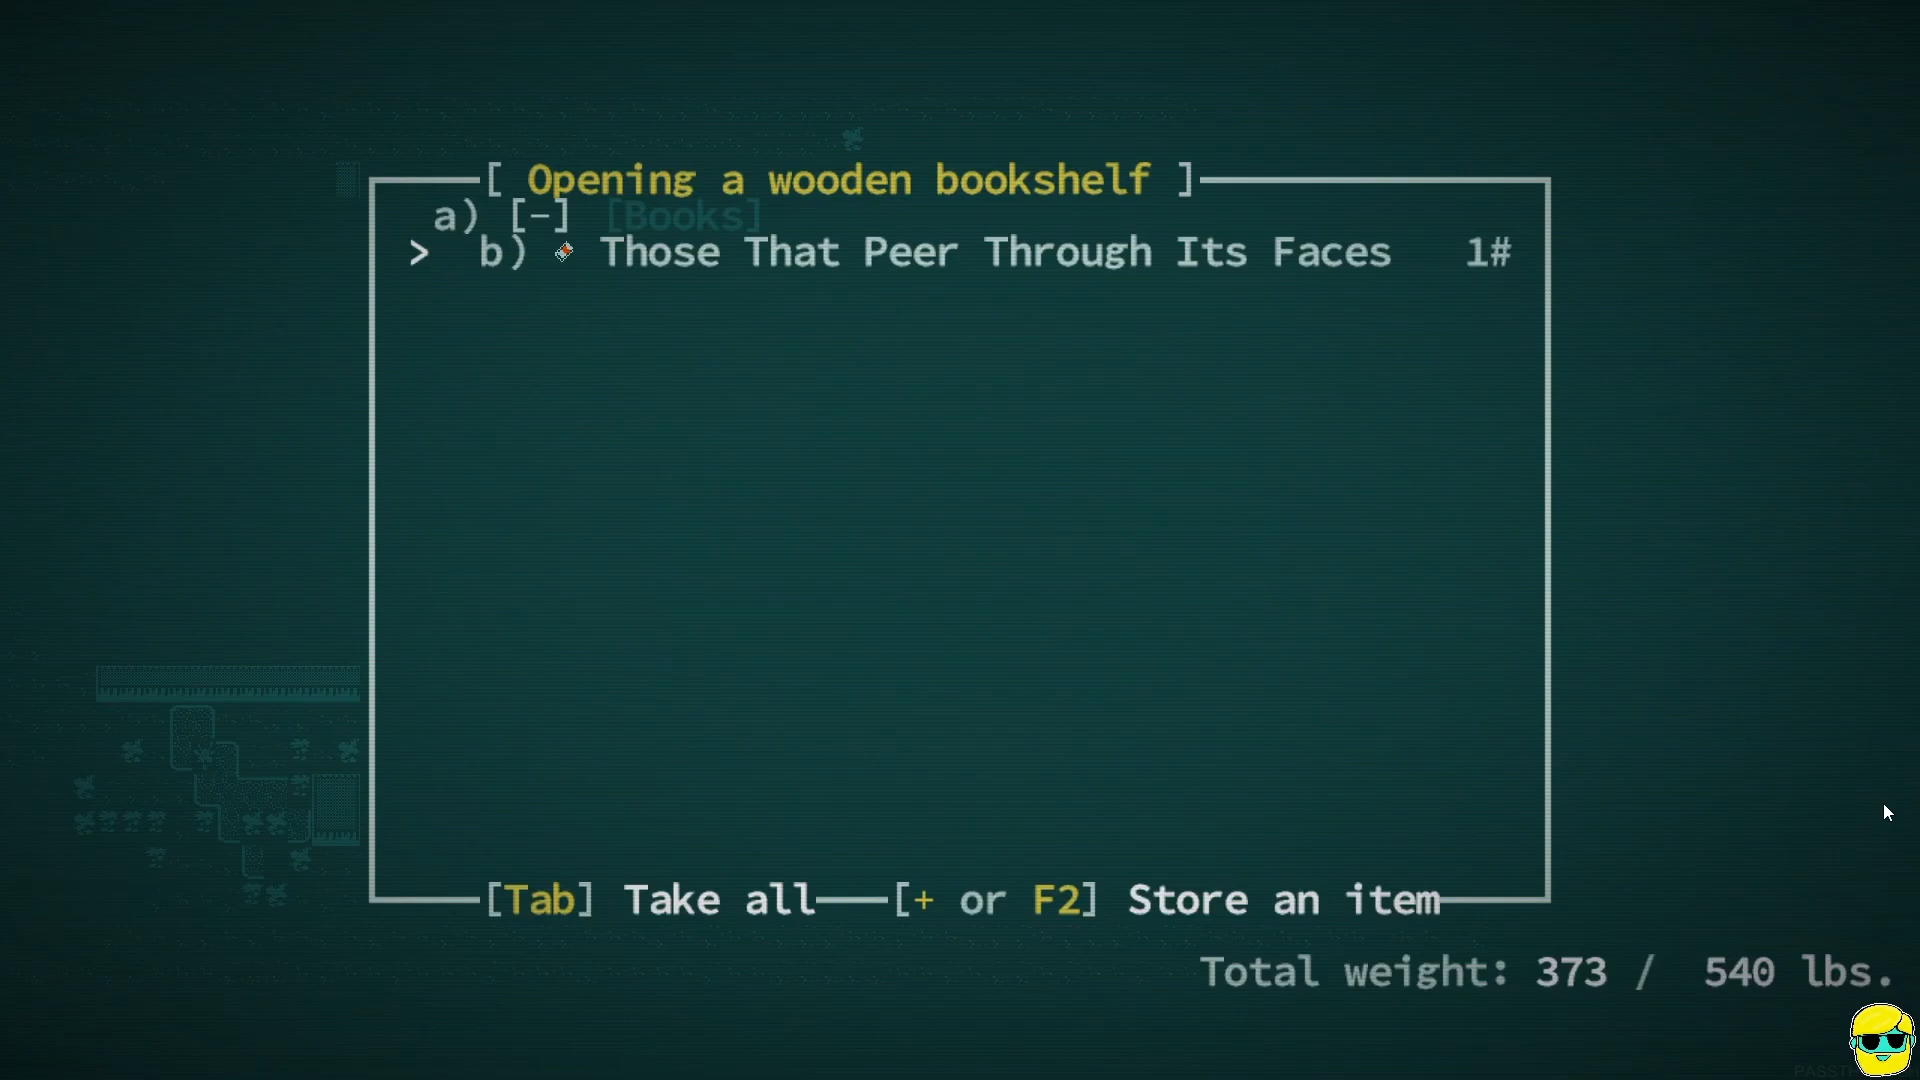 [ Opening a wooden bookshelf ]
a) [-] [Books]
> b) Those That Peer Through Its Faces 1#
[Tab] Take all [+ or F2] Store an item
Total weight: 373 / 540 lbs.